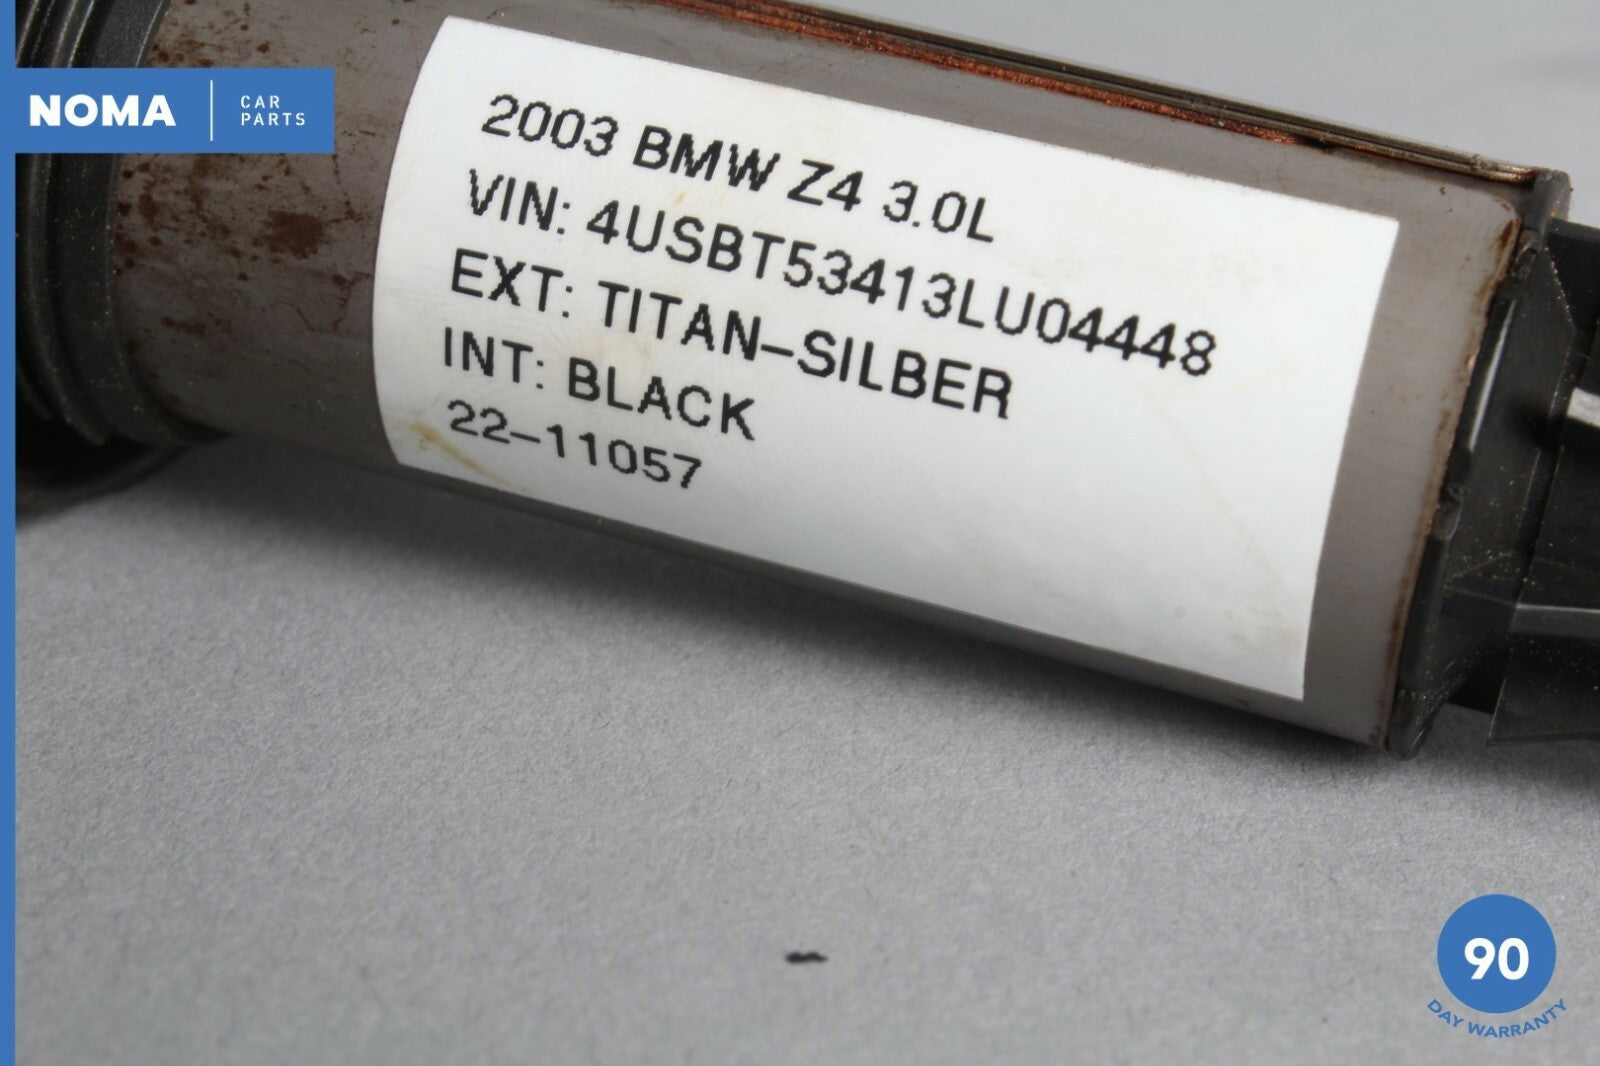 NOMA
CAR
PARTS
2003 BMW Z4 3.0L
VIN: 4USBT53413LU04448
EXT: TITAN-SILBER
INT: BLACK
22-11057
90
DAY WARRANTY